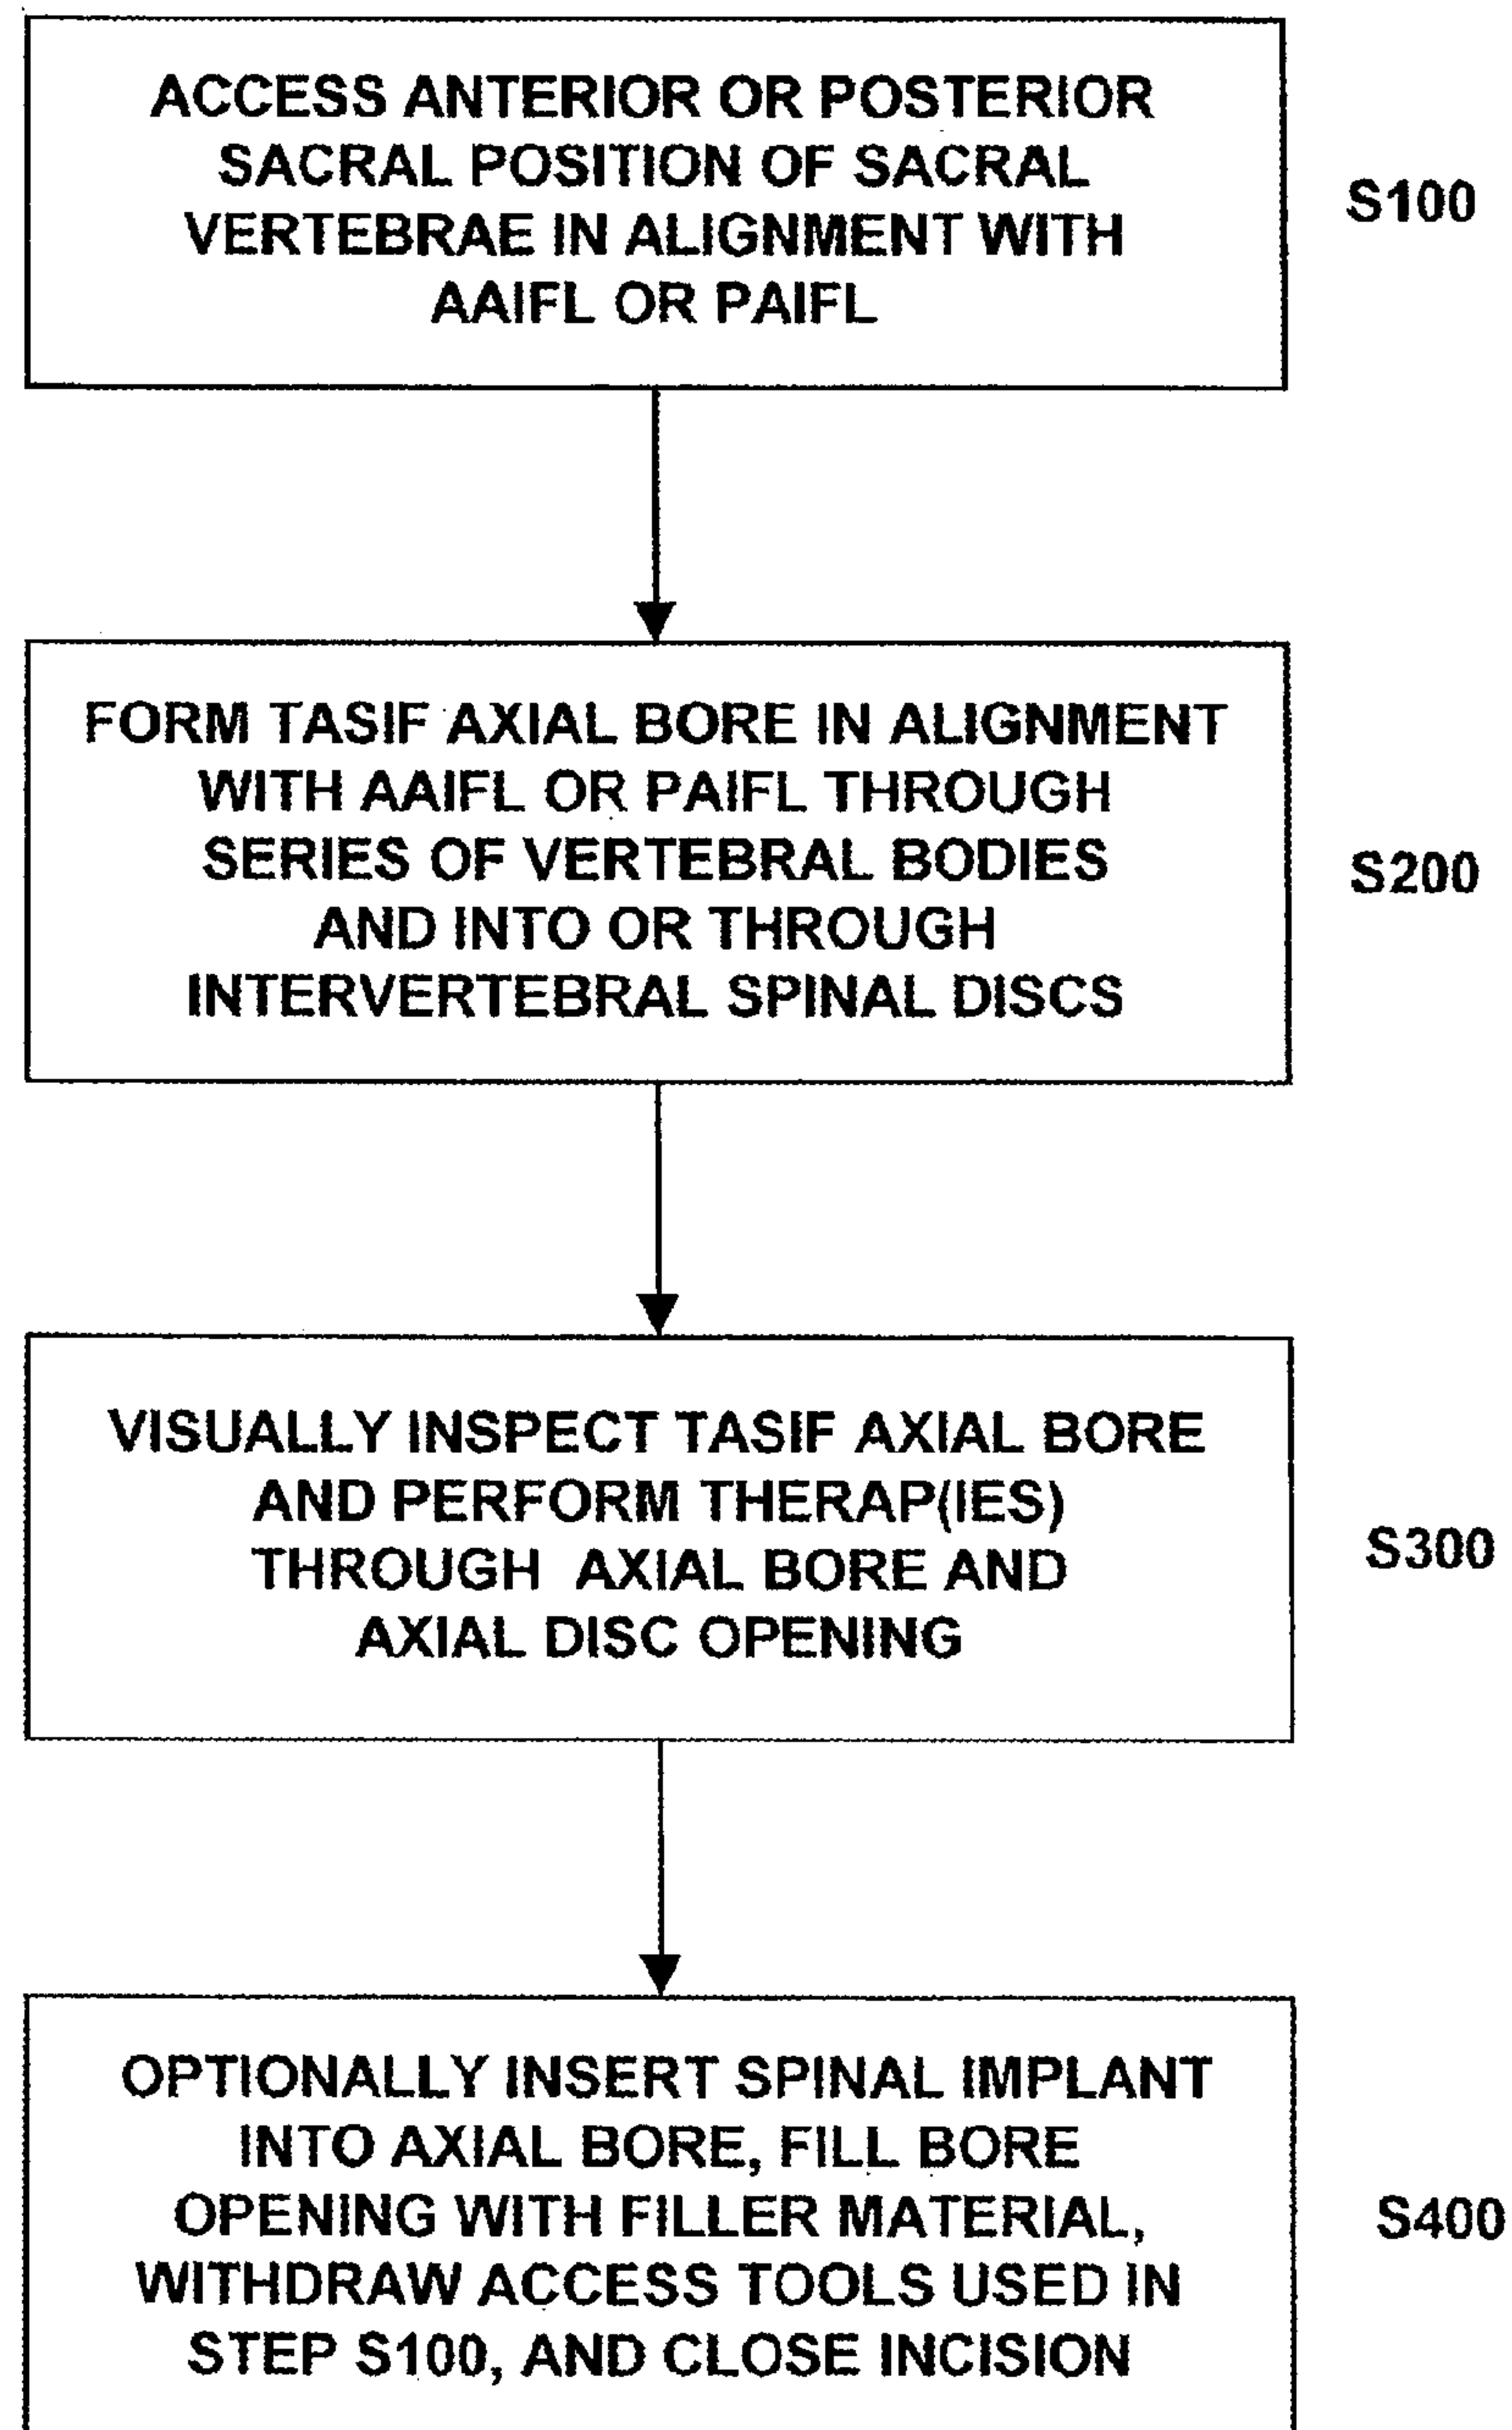 ACCESS ANTERIOR OR POSTERIOR
SACRAL POSITION OF SACRAL
VERTEBRAE IN ALIGNMENT WITH
AAIFL OR PAIFL
S100
FORM TASIF AXIAL BORE IN ALIGNMENT
WITH AAIFL OR PAIFL THROUGH
SERIES OF VERTEBRAL BODIES
AND INTO OR THROUGH
INTERVERTEBRAL SPINAL DISCS
S200
VISUALLY INSPECT TASIF AXIAL BORE
AND PERFORM THERAP(IES)
THROUGH AXIAL BORE AND
AXIAL DISC OPENING
S300
OPTIONALLY INSERT SPINAL IMPLANT
INTO AXIAL BORE, FILL BORE
OPENING WITH FILLER MATERIAL,
WITHDRAW ACCESS TOOLS USED IN
STEP S100, AND CLOSE INCISION
S400